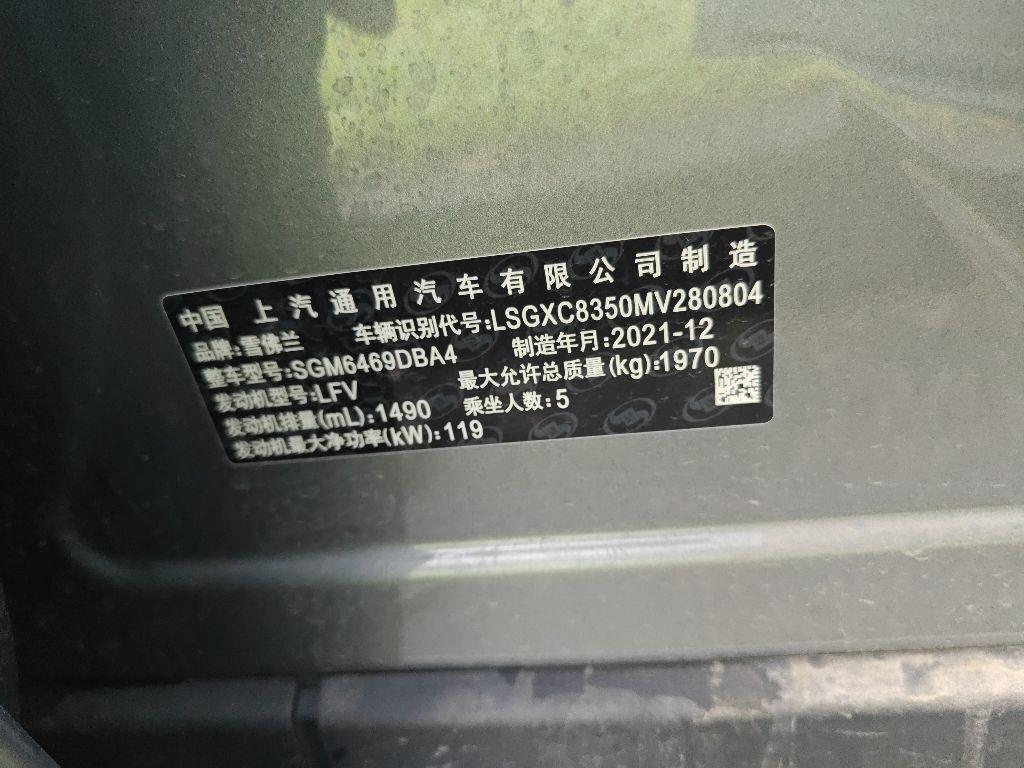 中国 上汽通用汽车有限公司制造
品牌:雪佛兰 车辆识别代号:LSGXC8350MV280804
整车型号:SGM6469DBA4 制造年月:2021-12
发动机型号:LFV 最大允许总质量(kg):1970
发动机排量(mL):1490 乘坐人数:5
发动机最大净功率(kW):119